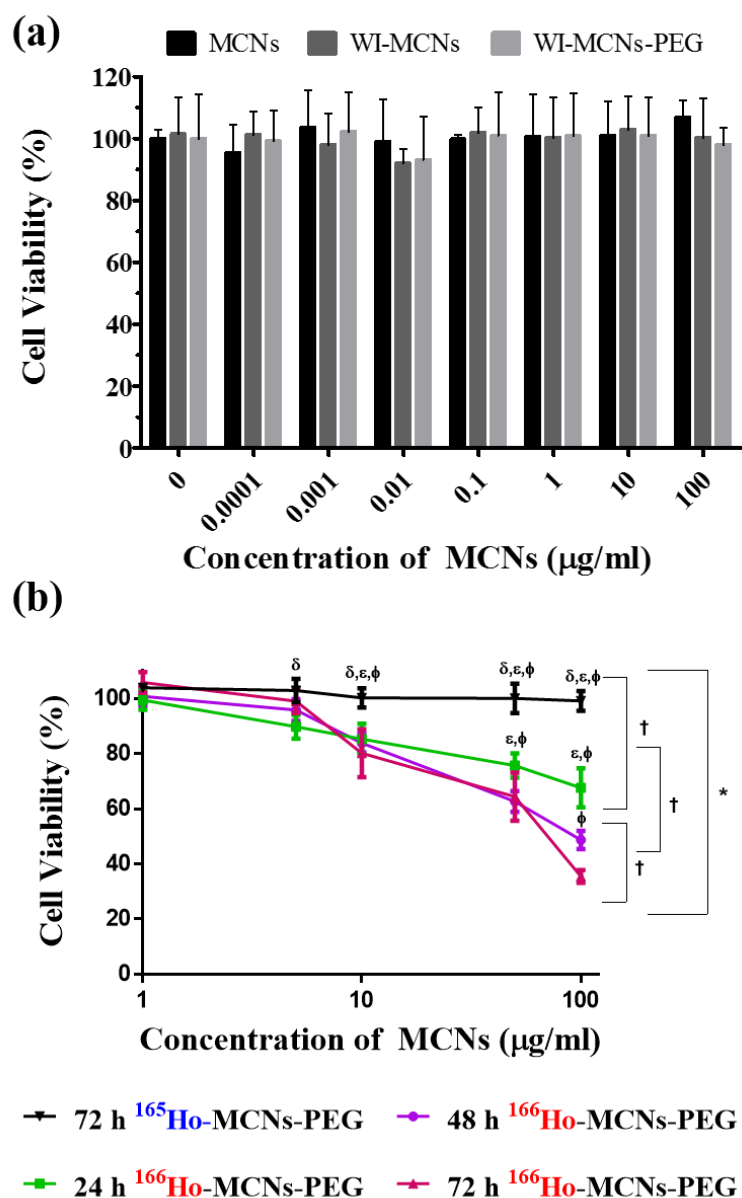 (a)
MCNs WI-MCNs WI-MCNs-PEG
120
100
80
60
40
20
0
Cell Viability (%)
0 0.0001 0.001 0.01 0.1 1 10 100
Concentration of MCNs (μg/ml)
(b)
δ δ,ε,ϕ δ,ε,ϕ δ,ε,ϕ
ε,ϕ ε,ϕ
ϕ
† † † *
100
80
60
40
20
0
Cell Viability (%)
1 10 100
Concentration of MCNs (μg/ml)
72 h ¹⁶⁵Ho-MCNs-PEG 48 h ¹⁶⁶Ho-MCNs-PEG
24 h ¹⁶⁶Ho-MCNs-PEG 72 h ¹⁶⁶Ho-MCNs-PEG